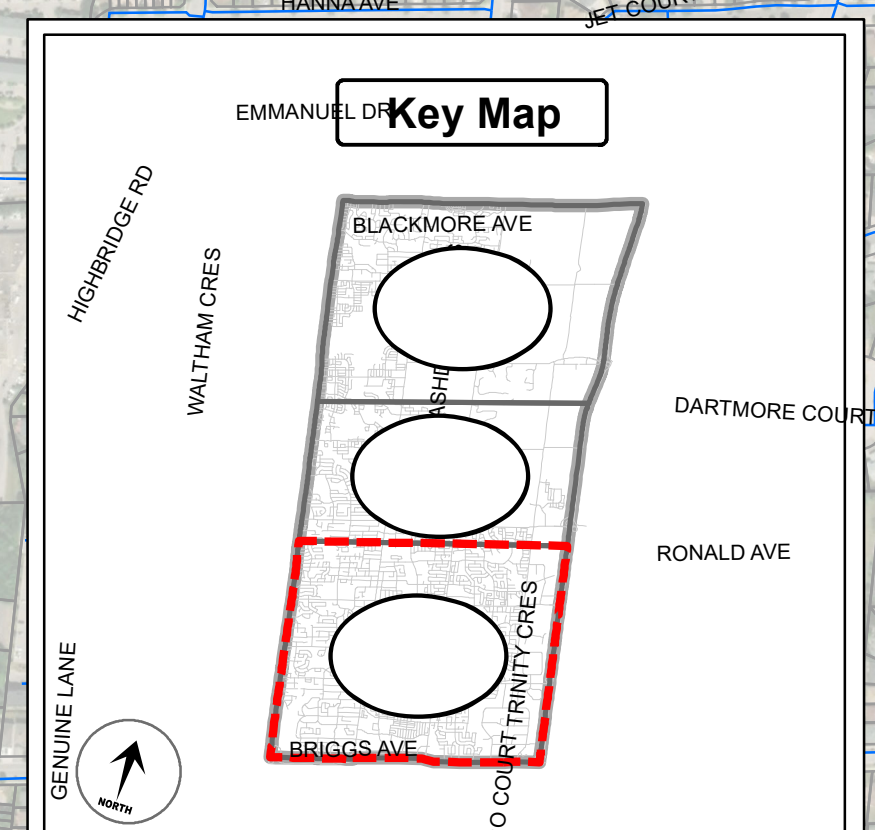 HANNA AVE
JET COURT
EMMANUEL DR
Key Map
HIGHBRIDGE RD
BLACKMORE AVE
WALTHAM CRES
DARTMORE COURT
RONALD AVE
TRINITY CRES
GENUINE LANE
BRIGGS AVE
COURT
NORTH